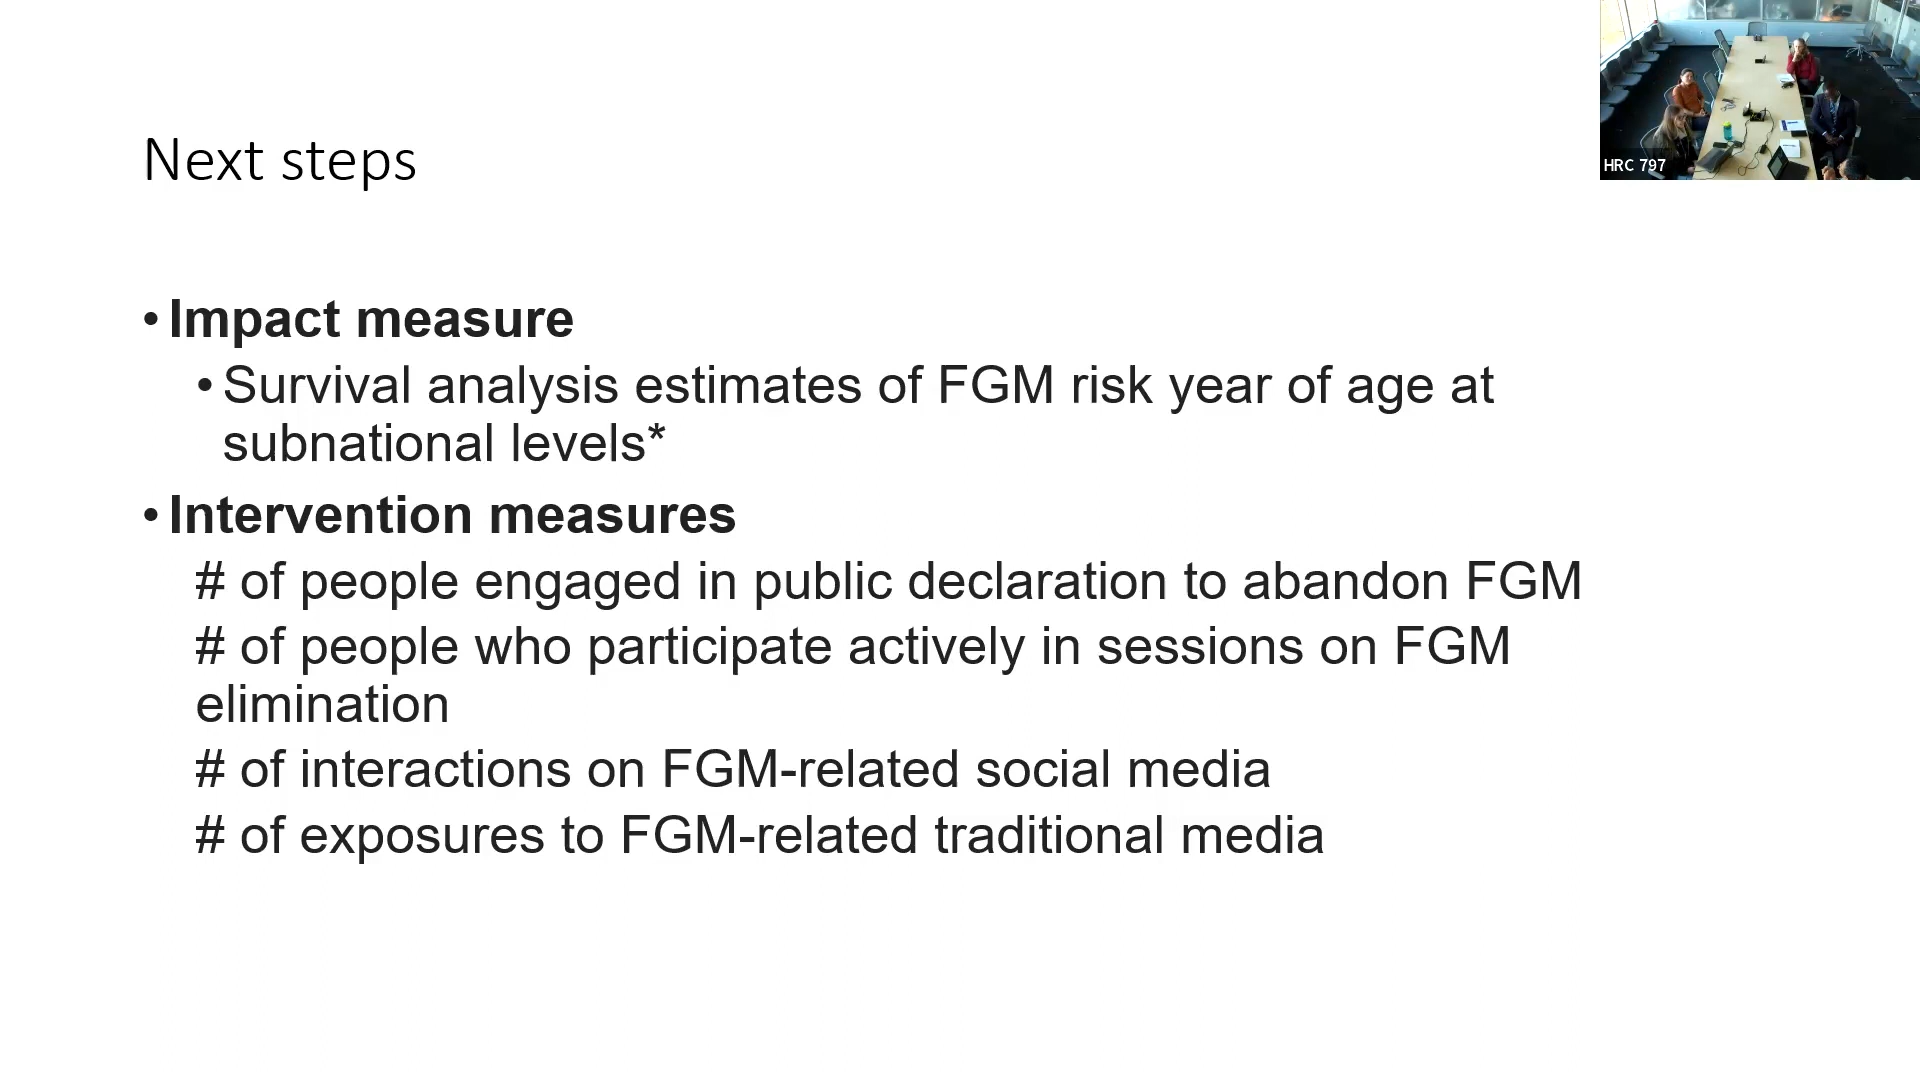 HRC 797
Next steps
• Impact measure
• Survival analysis estimates of FGM risk year of age at
subnational levels*
• Intervention measures
# of people engaged in public declaration to abandon FGM
# of people who participate actively in sessions on FGM
elimination
# of interactions on FGM-related social media
# of exposures to FGM-related traditional media